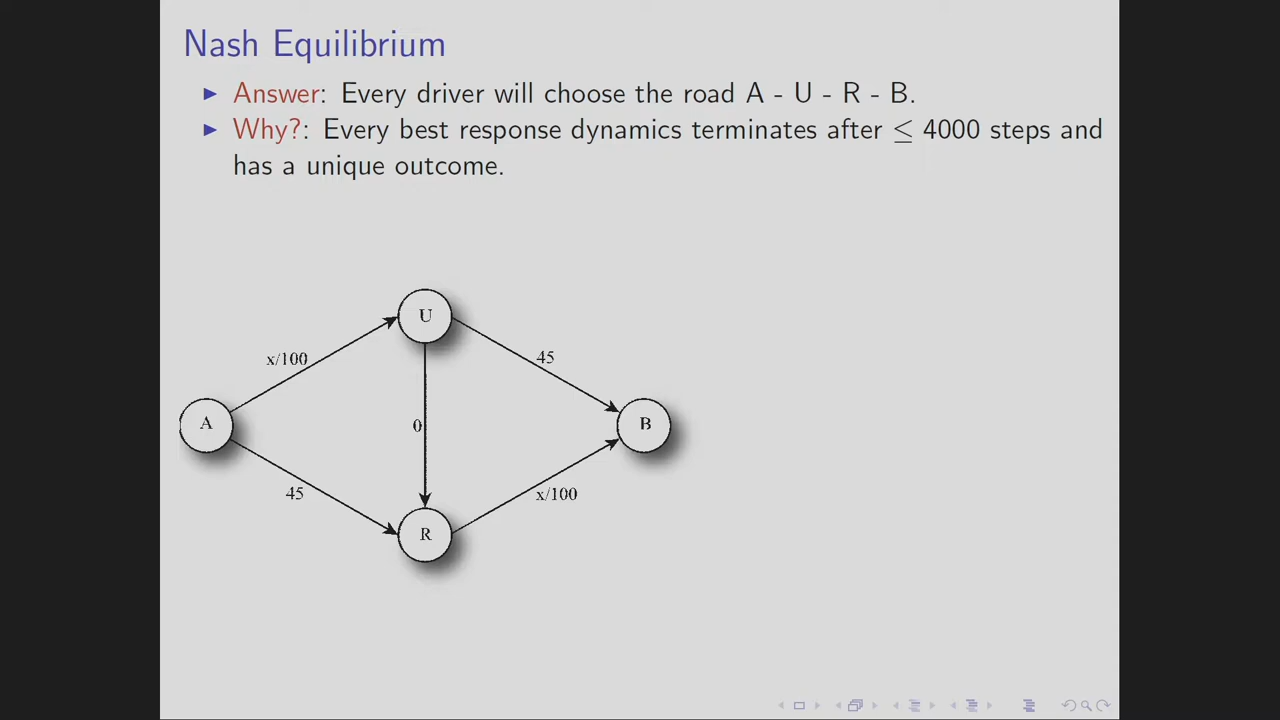 Nash Equilibrium
Answer: Every driver will choose the road A - U - R - B.
Why?: Every best response dynamics terminates after ≤ 4000 steps and
has a unique outcome.
U
x/100
45
A
0
B
45
x/100
R